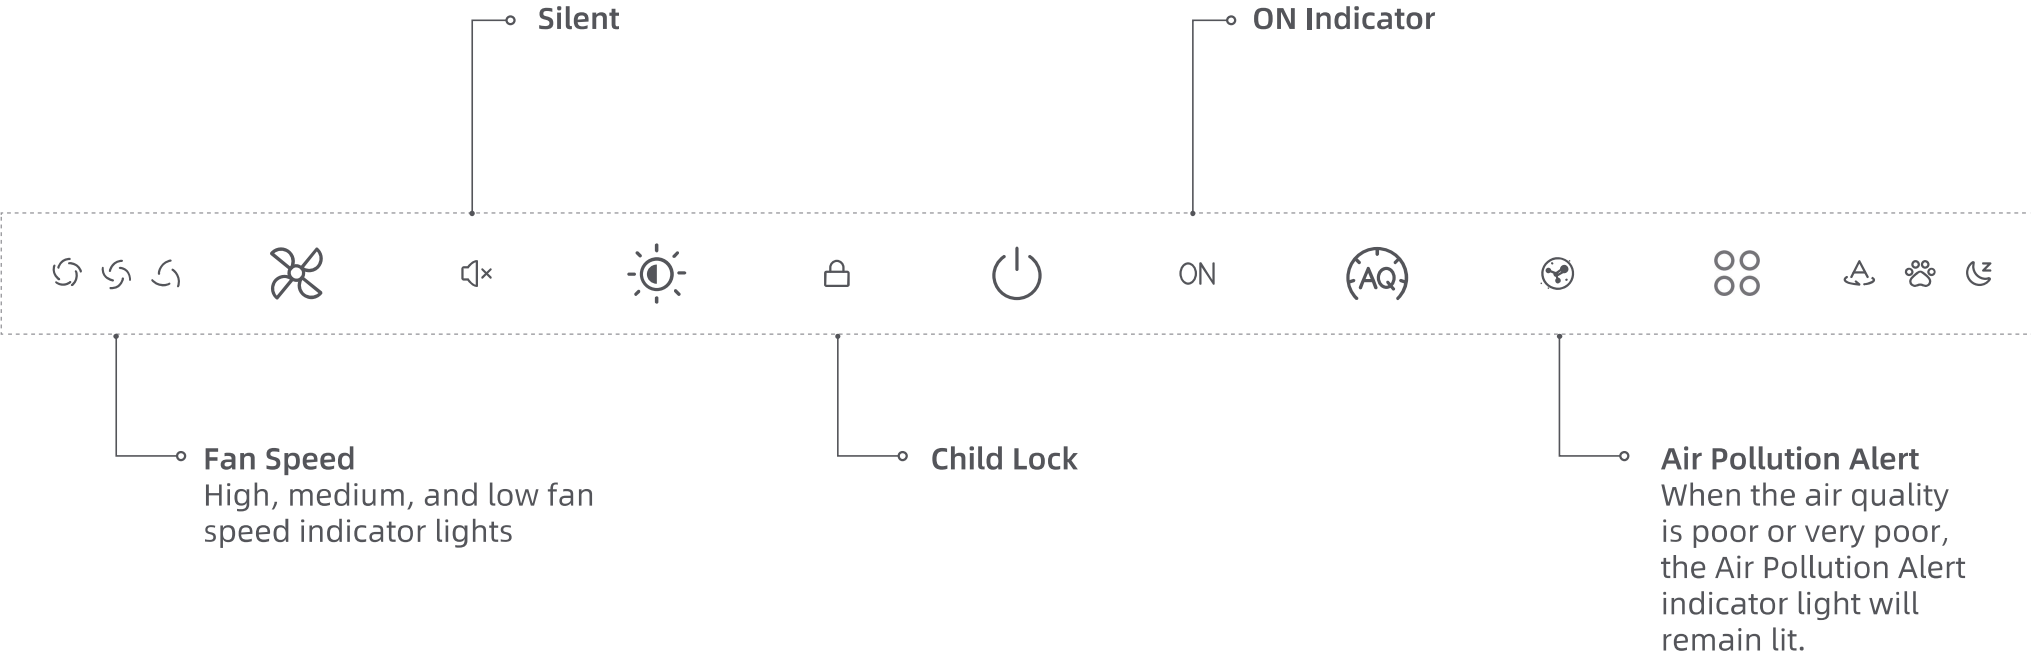 Silent
ON Indicator
ON
AQ
A
z
Fan Speed
High, medium, and low fan
speed indicator lights
Child Lock
Air Pollution Alert
When the air quality
is poor or very poor,
the Air Pollution Alert
indicator light will
remain lit.